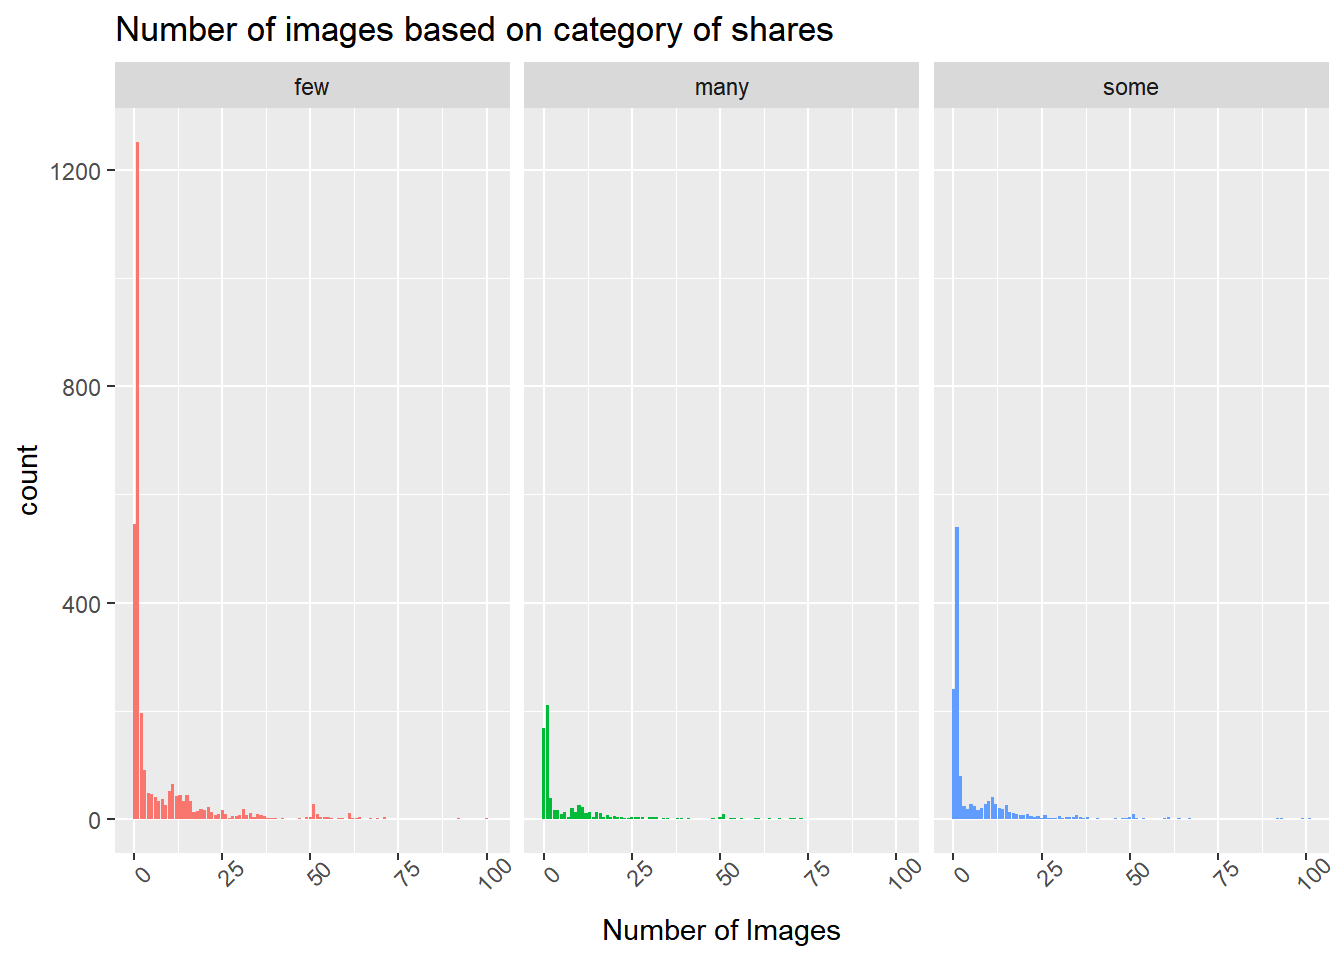 Number of images based on category of shares
few many some
1200
800
400
0
count
0 25 50 75 100 0 25 50 75 100 0 25 50 75 100
Number of Images